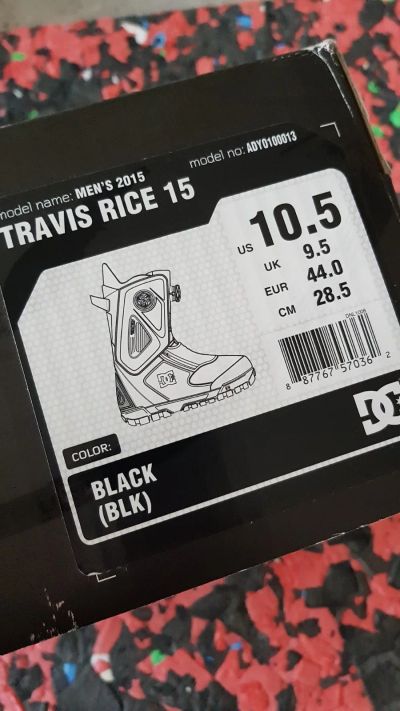 model name: MEN'S 2015
model no: ADYO100013
TRAVIS RICE 15
US 10.5
UK 9.5
EUR 44.0
CM 28.5
8 87767 57036 2
DC
COLOR:
BLACK
(BLK)